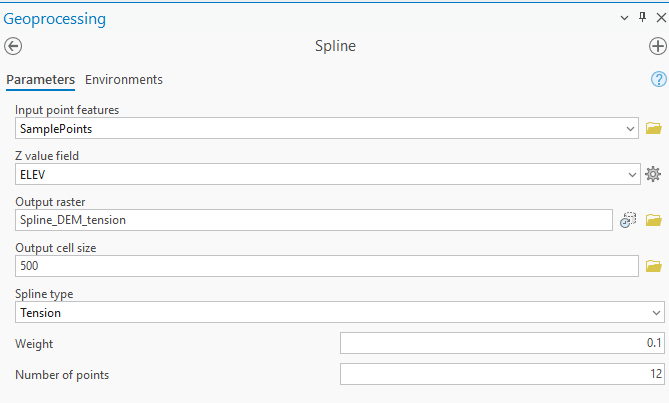 Geoprocessing
Spline
Parameters Environments
Input point features
SamplePoints
Z value field
ELEV
Output raster
Spline_DEM_tension
Output cell size
500
Spline type
Tension
Weight 0.1
Number of points 12